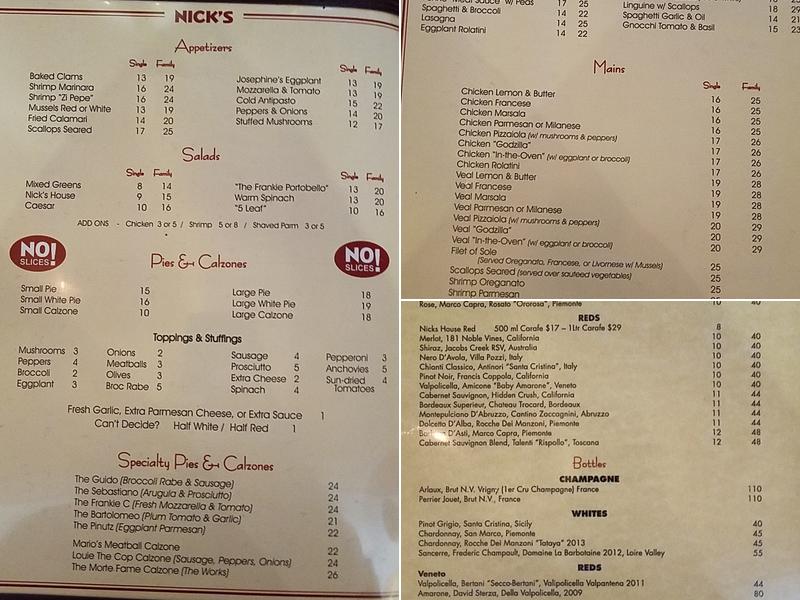 NICK'S
Appetizers
Single Family
Baked Clams 13 19
Shrimp Marinara 16 24
Shrimp "Zi Pepe" 16 24
Mussels Red or White 13 19
Fried Calamari 14 20
Scallops Seared 17 25
Single Family
Josephine's Eggplant 13 19
Mozzarella & Tomato 13 19
Cold Antipasto 15 22
Peppers & Onions 14 20
Stuffed Mushrooms 12 17
Salads
Single Family
Mixed Greens 8 14
Nick's House 9 15
Caesar 10 16
Single Family
"The Frankie Portobello" 13 20
Warm Spinach 13 20
"5 Leaf" 10 16
ADD ONS - Chicken 3 or 5 / Shrimp 5 or 8 / Shaved Parm 3 or 5
NO! SLICES!
Pies & Calzones
NO! SLICES!
Small Pie 15
Small White Pie 16
Small Calzone 10
Large Pie 18
Large White Pie 19
Large Calzone 18
Toppings & Stuffings
Mushrooms 3
Peppers 4
Broccoli 2
Eggplant 3
Onions 2
Meatballs 3
Olives 3
Broc Rabe 5
Sausage 4
Prosciutto 5
Extra Cheese 2
Spinach 4
Pepperoni 3
Anchovies 5
Sun-dried 4
Tomatoes
Fresh Garlic, Extra Parmesan Cheese, or Extra Sauce 1
Can't Decide? Half White / Half Red 1
Specialty Pies & Calzones
The Guido (Broccoli Rabe & Sausage) 24
The Sebastiano (Arugula & Prosciutto) 24
The Frankie C (Fresh Mozzarella & Tomato) 24
The Bartolomeo (Plum Tomato & Garlic) 21
The Pinutz (Eggplant Parmesan) 22
Mario's Meatball Calzone 22
Louie The Cop Calzone (Sausage, Peppers, Onions) 24
The Morte Fame Calzone (The Works) 26
Meat Sauce w/ Peas 17 25
Spaghetti & Broccoli 14 22
Lasagna 14 25
Eggplant Rolatini 14 22
Linguine w/ Scallops 18 29
Spaghetti Garlic & Oil 14 21
Gnocchi Tomato & Basil 15 23
Mains
Single Family
Chicken Lemon & Butter 16 25
Chicken Francese 16 25
Chicken Marsala 16 25
Chicken Parmesan or Milanese 16 25
Chicken Pizzaiola (w/ mushrooms & peppers) 17 26
Chicken "Godzilla" 17 26
Chicken "In-the-Oven" (w/ eggplant or broccoli) 17 26
Chicken Rolatini 17 26
Veal Lemon & Butter 19 28
Veal Francese 19 28
Veal Marsala 19 28
Veal Parmesan or Milanese 19 28
Veal Pizzaiola (w/ mushrooms & peppers) 20 29
Veal "Godzilla" 20 29
Veal "In-the-Oven" (w/ eggplant or broccoli) 20 29
Filet of Sole 25
(Served Oreganato, Francese, or Livornese w/ Mussels)
Scallops Seared (served over sauteed vegetables) 25
Shrimp Oreganato 25
Shrimp Parmesan 25
Rose, Marco Capra, Rosato "Ororosa", Piemonte 10 40
REDS
Nicks House Red 500 ml Carafe $17 – 1Ltr Carafe $29 8
Merlot, 181 Noble Vines, California 10 40
Shiraz, Jacobs Creek RSV, Australia 10 40
Nero D'Avola, Villa Pozzi, Italy 10 40
Chianti Classico, Antinori "Santa Cristina", Italy 10 40
Pinot Noir, Francis Coppola, California 10 40
Valpolicella, Amicone "Baby Amarone", Veneto 10 40
Cabernet Sauvignon, Hidden Crush, California 11 44
Bordeaux Superieur, Chateau Trocard, Bordeaux 11 44
Montepulciano D'Abruzzo, Cantino Zaccagnini, Abruzzo 11 44
Dolcetto D'Alba, Rocche Dei Manzoni, Piemonte 11 44
D'Asti, Marco Capra, Piemonte 12 48
Cabernet Sauvignon Blend, Talenti "Rispollo", Toscana 12 48
Bottles
CHAMPAGNE
Arlaux, Brut N.V. Vrigny (1er Cru Champagne) France 110
Perrier Jouet, Brut N.V., France 110
WHITES
Pinot Grigio, Santa Cristina, Sicily 40
Chardonnay, San Marco, Piemonte 45
Chardonnay, Rocche Dei Manzoni "Tataya" 2013 45
Sancerre, Frederic Champault, Domaine La Barbotaine 2012, Loire Valley 55
REDS
Veneto
Valpolicella, Bertani "Secco-Bertani", Valipolicella Valpantena 2011 44
Amarone, David Sterza, Della Valpolicella, 2009 80